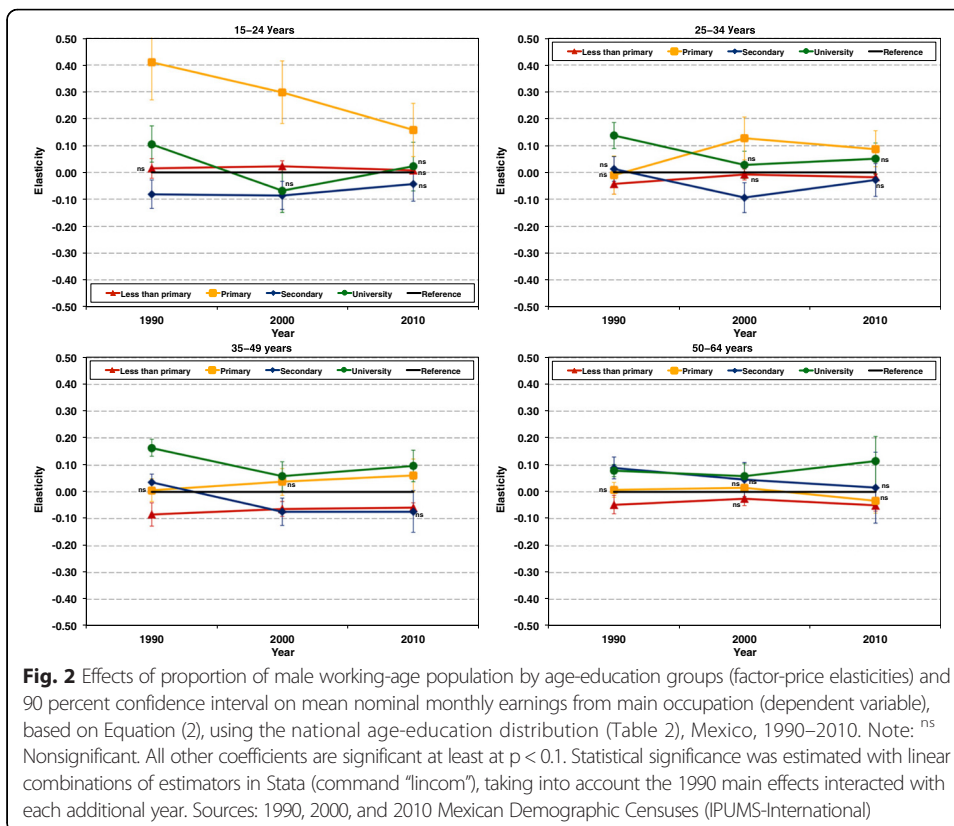 15–24 years
0.50
0.40
0.30
0.20
0.10
0.00
-0.10
-0.20
-0.30
-0.40
-0.50
Elasticity
ns
ns
ns
ns
ns
Less than primary Primary Secondary University Reference
1990 2000 2010
Year
25–34 years
0.50
0.40
0.30
0.20
0.10
0.00
-0.10
-0.20
-0.30
-0.40
-0.50
Elasticity
Less than primary Primary Secondary University Reference
ns
ns
ns
ns
ns
ns
1990 2000 2010
Year
35–49 years
0.50
0.40
0.30
0.20
0.10
0.00
-0.10
-0.20
-0.30
-0.40
-0.50
Elasticity
Less than primary Primary Secondary University Reference
ns
ns
ns
1990 2000 2010
Year
50–64 years
0.50
0.40
0.30
0.20
0.10
0.00
-0.10
-0.20
-0.30
-0.40
-0.50
Elasticity
Less than primary Primary Secondary University Reference
ns
ns ns
ns
ns
ns
1990 2000 2010
Year
Fig. 2 Effects of proportion of male working-age population by age-education groups (factor-price elasticities) and
90 percent confidence interval on mean nominal monthly earnings from main occupation (dependent variable),
based on Equation (2), using the national age-education distribution (Table 2), Mexico, 1990–2010. Note: ns
Nonsignificant. All other coefficients are significant at least at p < 0.1. Statistical significance was estimated with linear
combinations of estimators in Stata (command “lincom”), taking into account the 1990 main effects interacted with
each additional year. Sources: 1990, 2000, and 2010 Mexican Demographic Censuses (IPUMS-International)